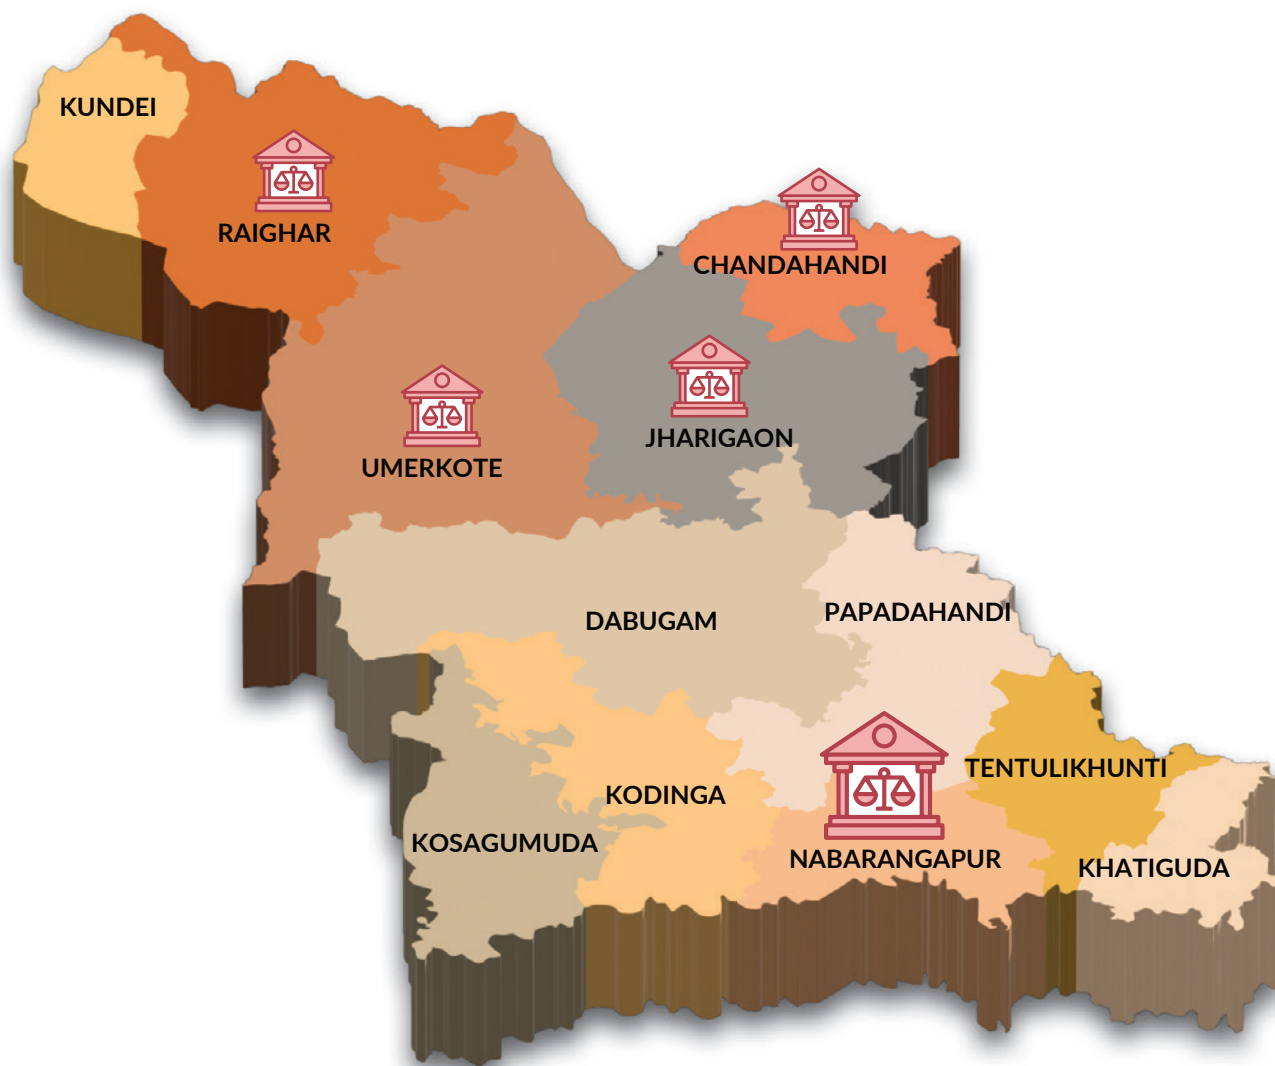 KUNDEI
RAIGHAR
CHANDAHANDI
JHARIGAON
UMERKOTE
DABUGAM
PAPADAHANDI
TENTULIKHUNTI
KODINGA
KOSAGUMUDA
NABARANGAPUR
KHATIGUDA